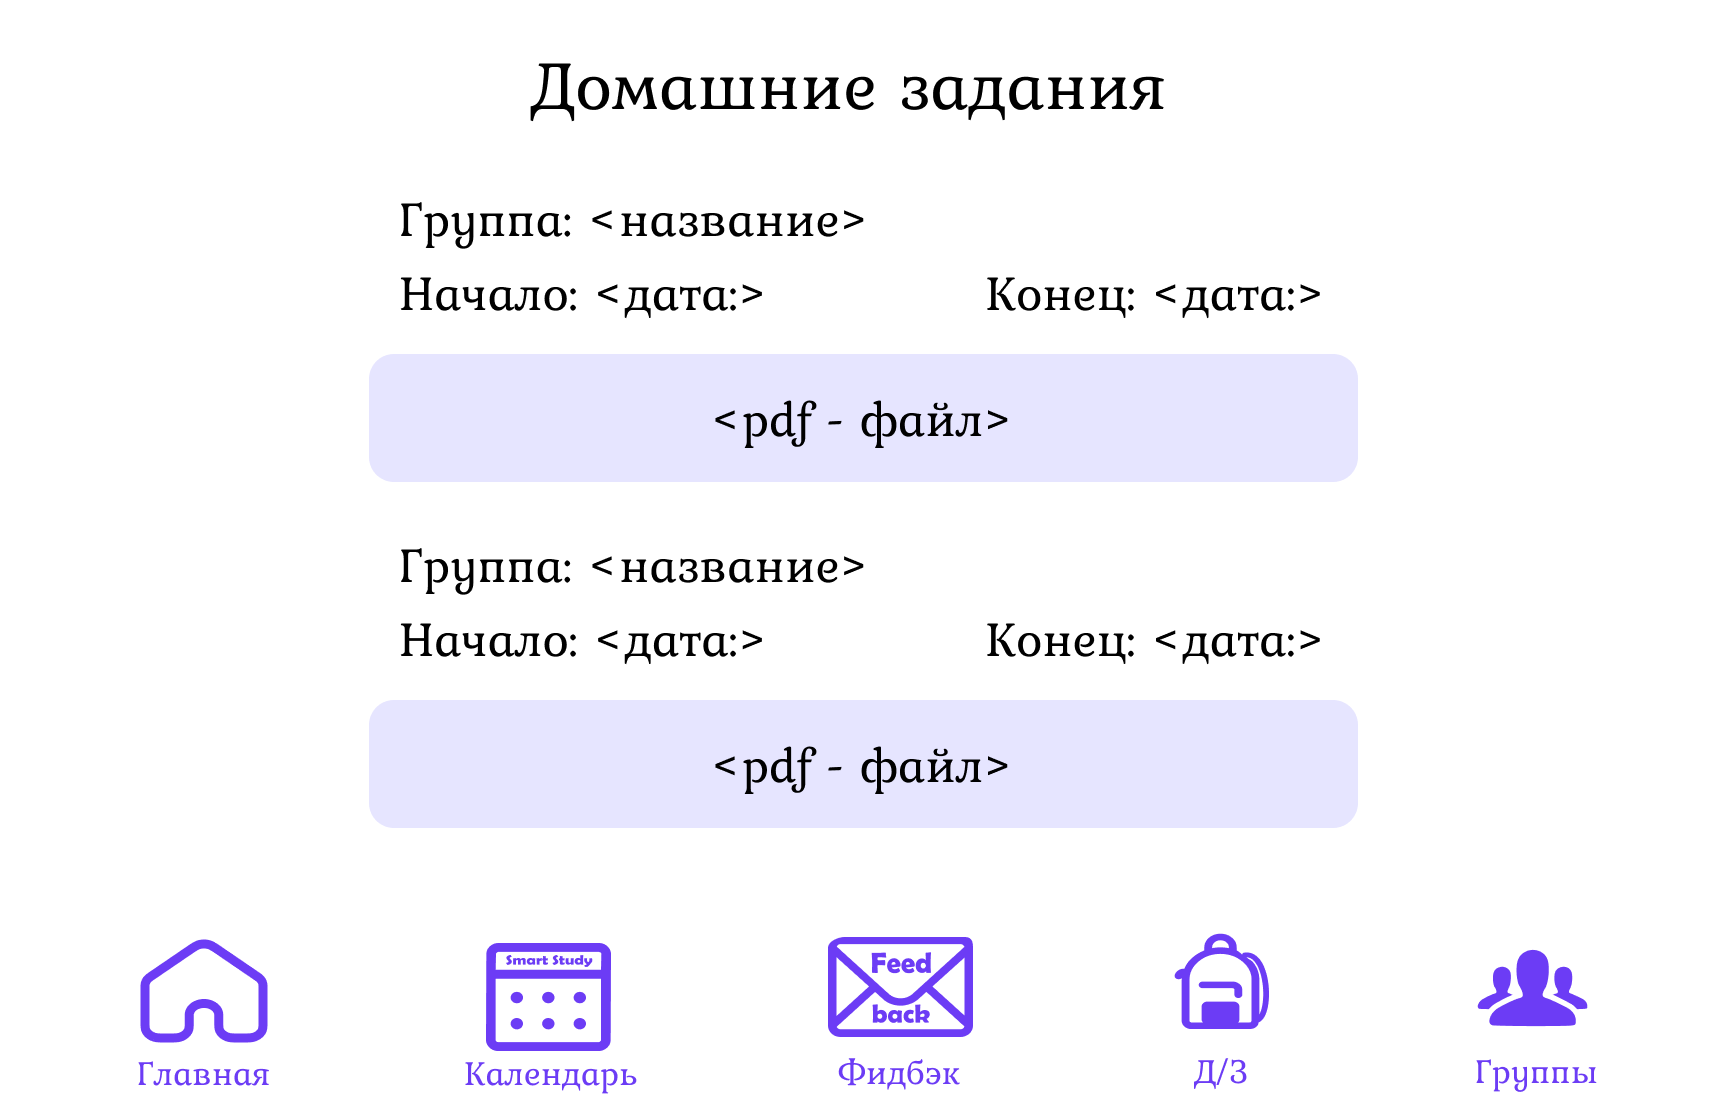 Домашние задания
Группа: <название>
Начало: <дата:> Конец: <дата:>
<pdf - файл>
Группа: <название>
Начало: <дата:> Конец: <дата:>
<pdf - файл>
Smart Study
Feed
back
Главная Календарь Фидбэк Д/З Группы